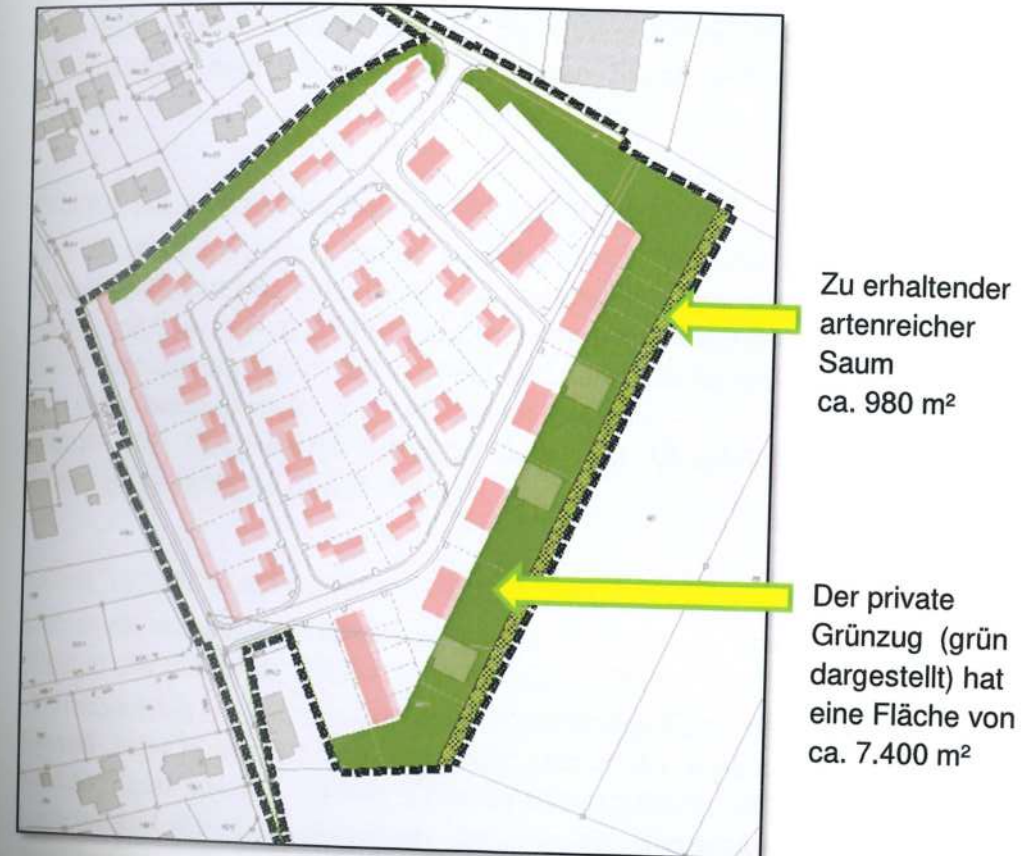 Zu erhaltender
artenreicher
Saum
ca. 980 m²
Der private
Grünzug (grün
dargestellt) hat
eine Fläche von
ca. 7.400 m²